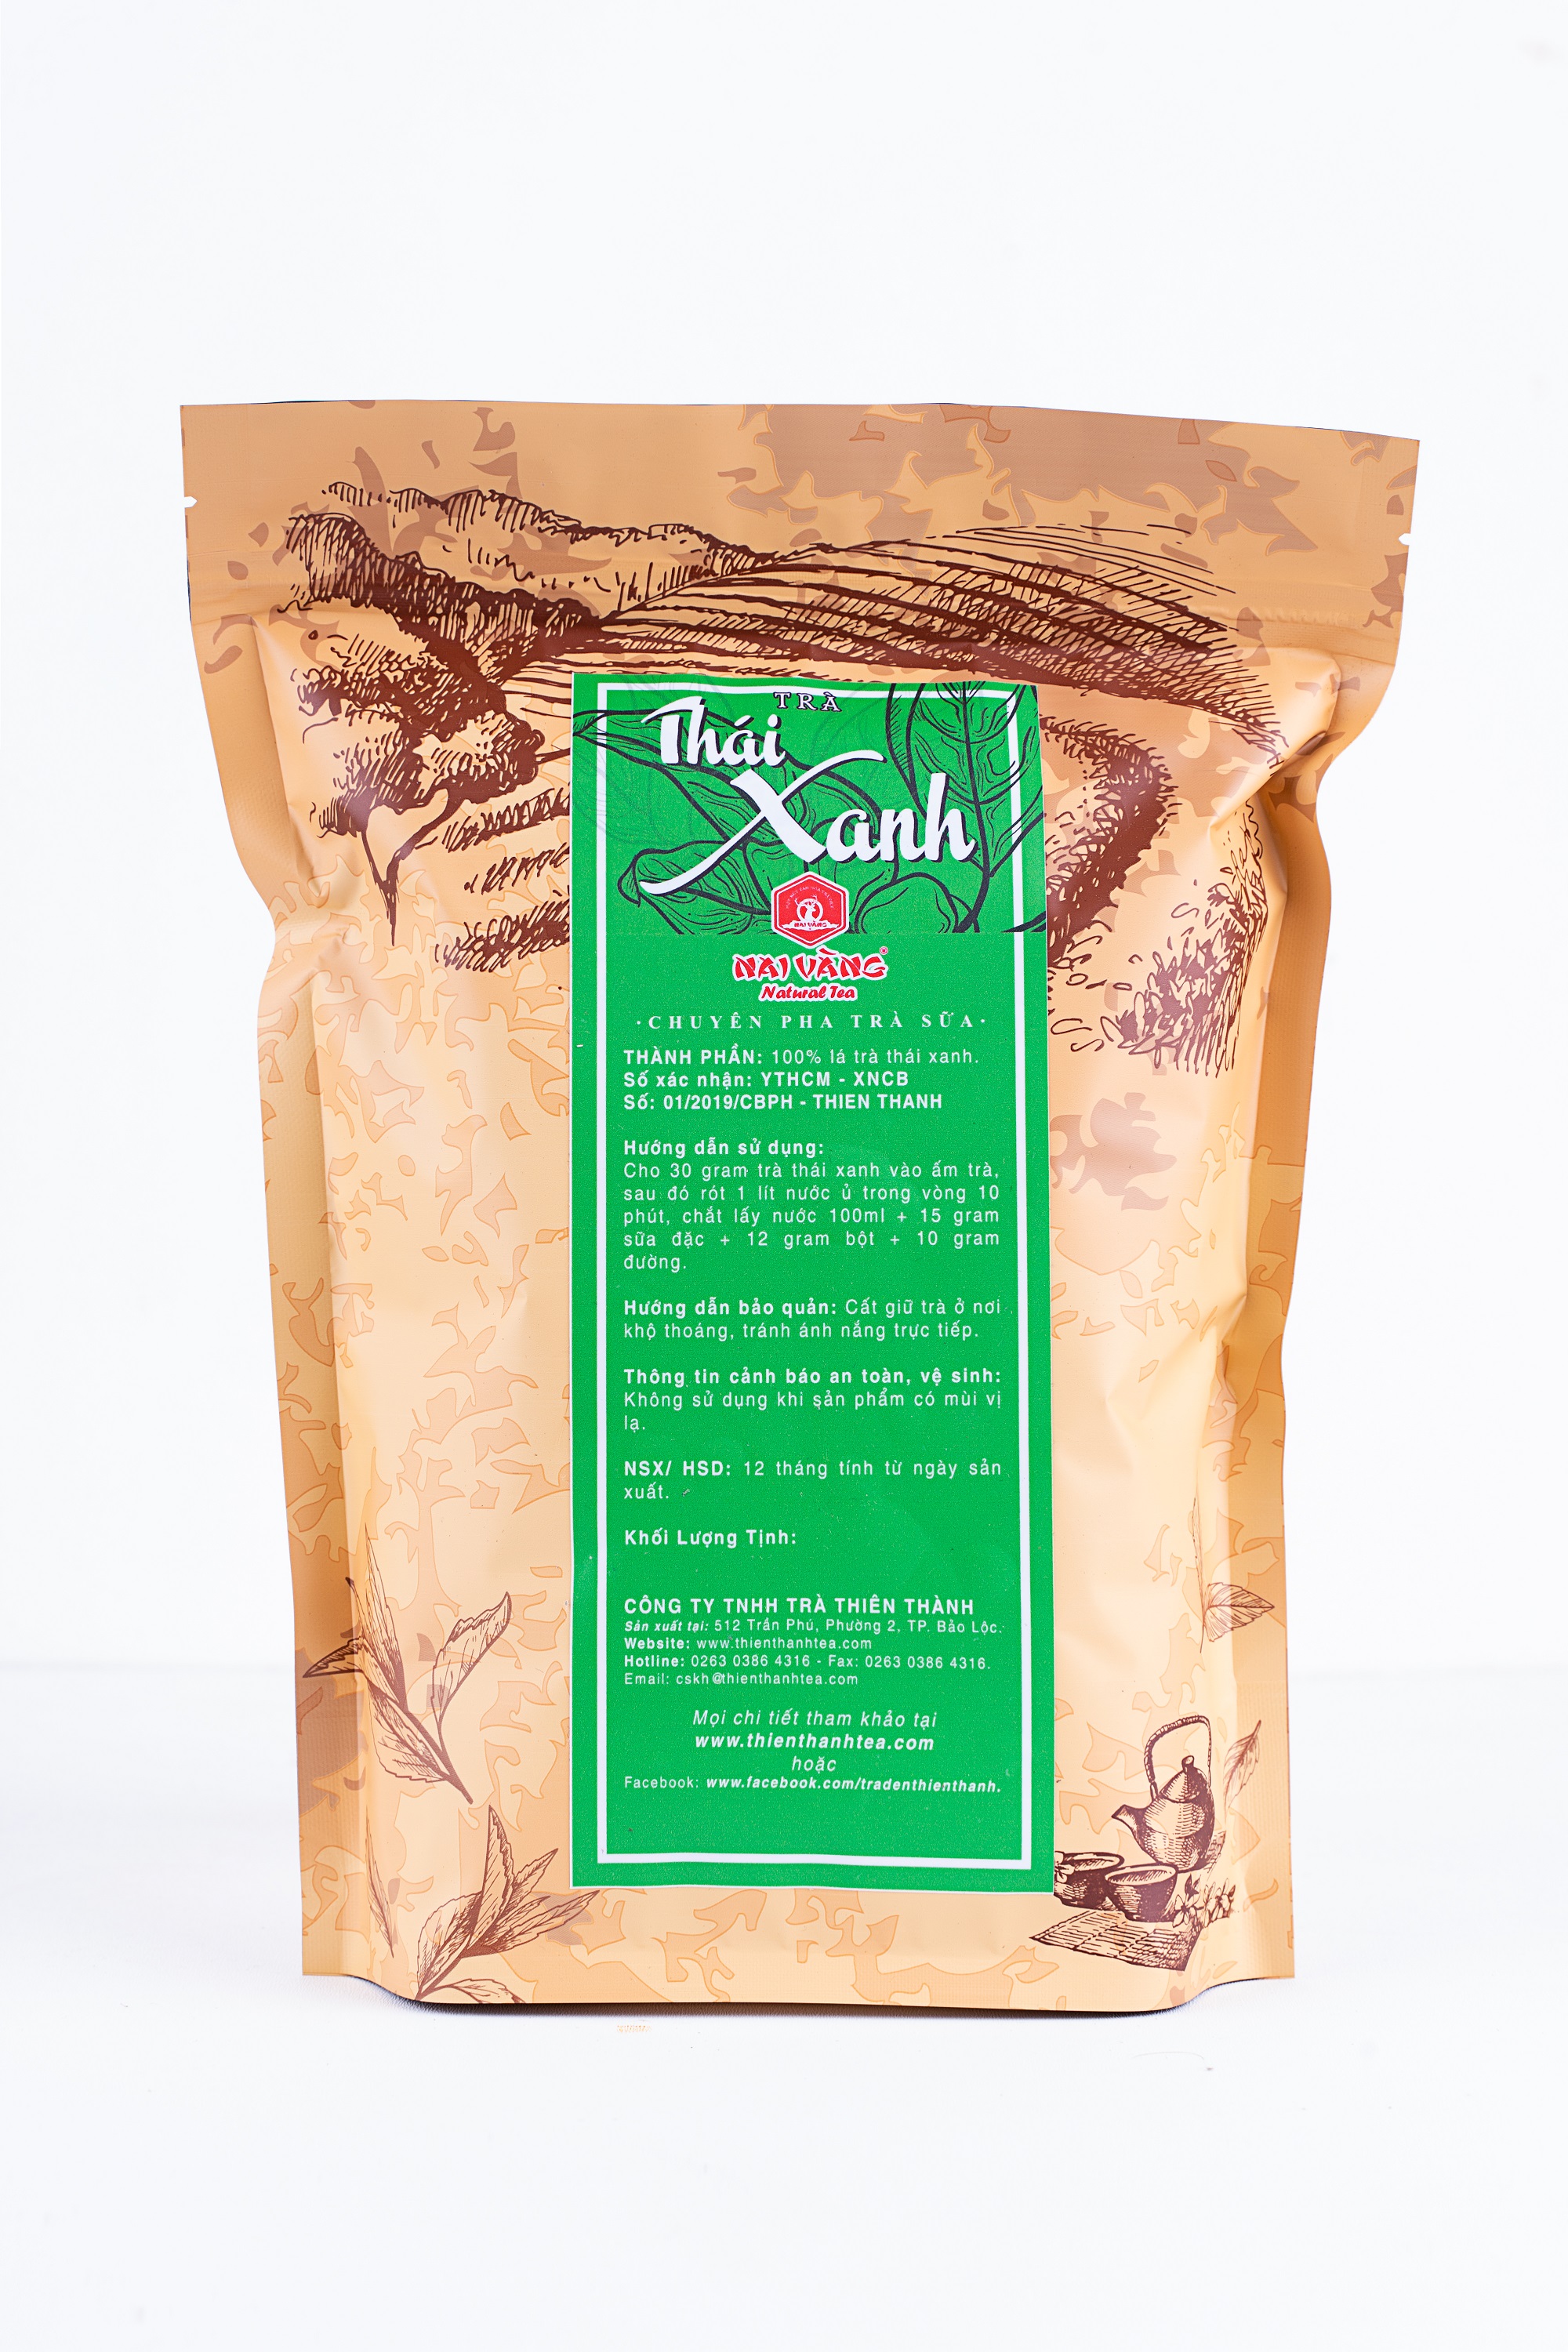 TRÀ
Thái
Xanh
NAI VÀNG
NAI VÀNG®
Natural Tea
·CHUYÊN PHA TRÀ SỮA·
THÀNH PHẦN: 100% lá trà thái xanh.
Số xác nhận: YTHCM - XNCB
Số: 01/2019/CBPH - THIEN THANH
Hướng dẫn sử dụng:
Cho 30 gram trà thái xanh vào ấm trà,
sau đó rót 1 lít nước ủ trong vòng 10
phút, chắt lấy nước 100ml + 15 gram
sữa đặc + 12 gram bột + 10 gram
đường.
Hướng dẫn bảo quản: Cất giữ trà ở nơi
khô thoáng, tránh ánh nắng trực tiếp.
Thông tin cảnh báo an toàn, vệ sinh:
Không sử dụng khi sản phẩm có mùi vị
lạ.
NSX/ HSD: 12 tháng tính từ ngày sản
xuất.
Khối Lượng Tịnh:
CÔNG TY TNHH TRÀ THIÊN THÀNH
Sản xuất tại: 512 Trần Phú, Phường 2, TP. Bảo Lộc.
Website: www.thienthanhtea.com
Hotline: 0263 0386 4316 - Fax: 0263 0386 4316.
Email: cskh@thienthanhtea.com
Mọi chi tiết tham khảo tại
www.thienthanhtea.com
hoặc
Facebook: www.facebook.com/tradenthienthanh.